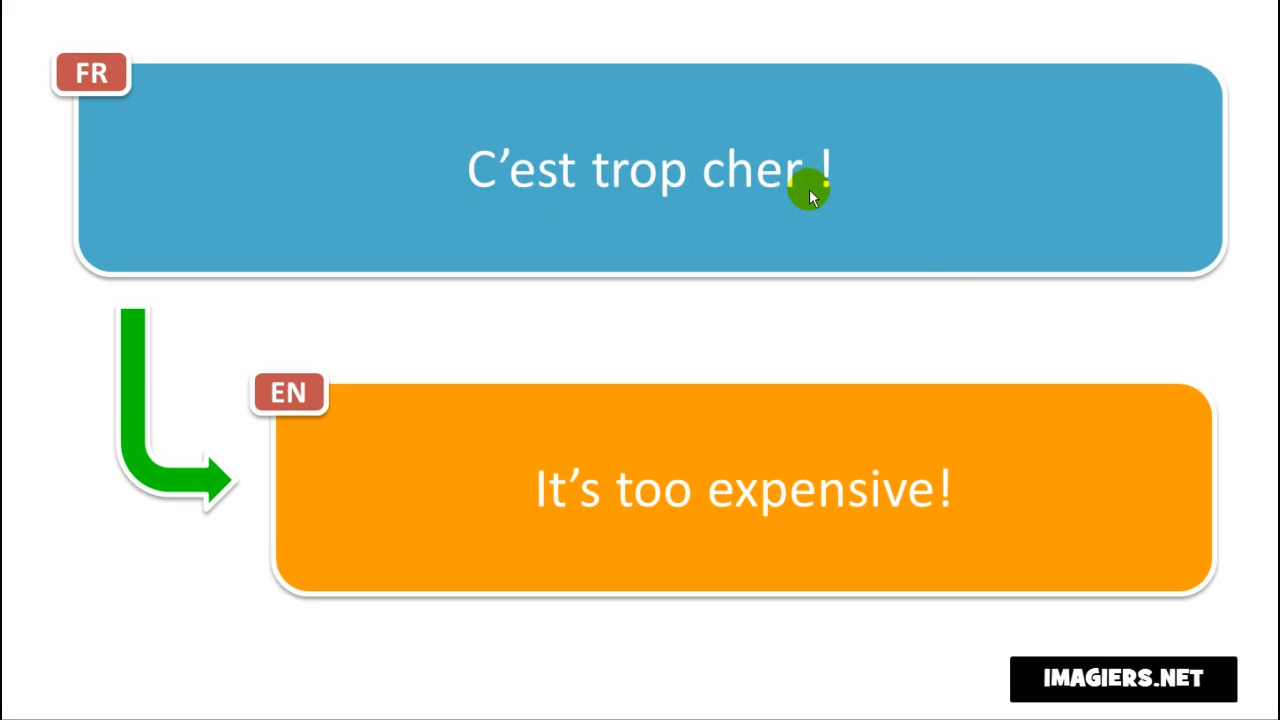 FR
C’est trop cher !
EN
It’s too expensive!
IMAGIERS.NET